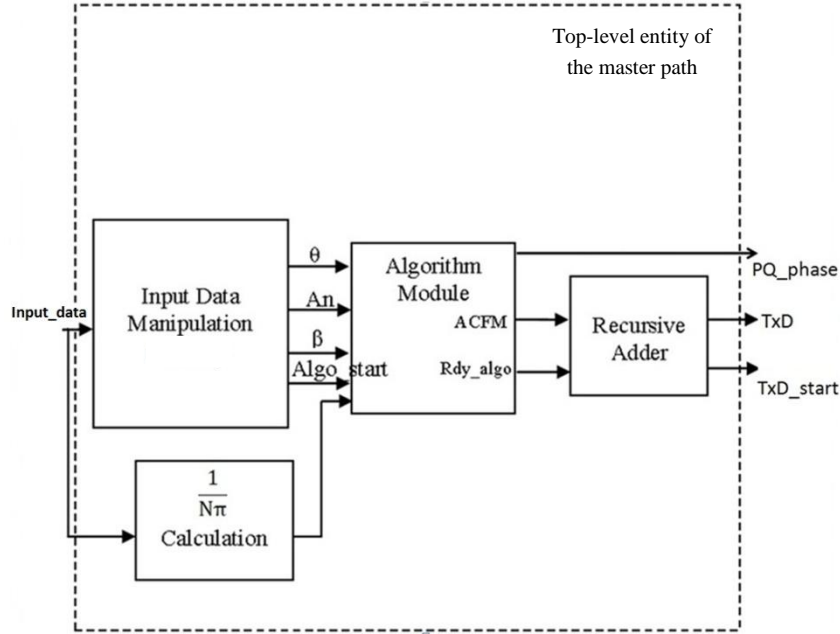 Top-level entity of
the master path
Input_data
Input Data
Manipulation
θ
An
β
Algo_start
Algorithm
Module
ACFM
Rdy_algo
Recursive
Adder
PQ_phase
TxD
TxD_start
1
Nπ
Calculation